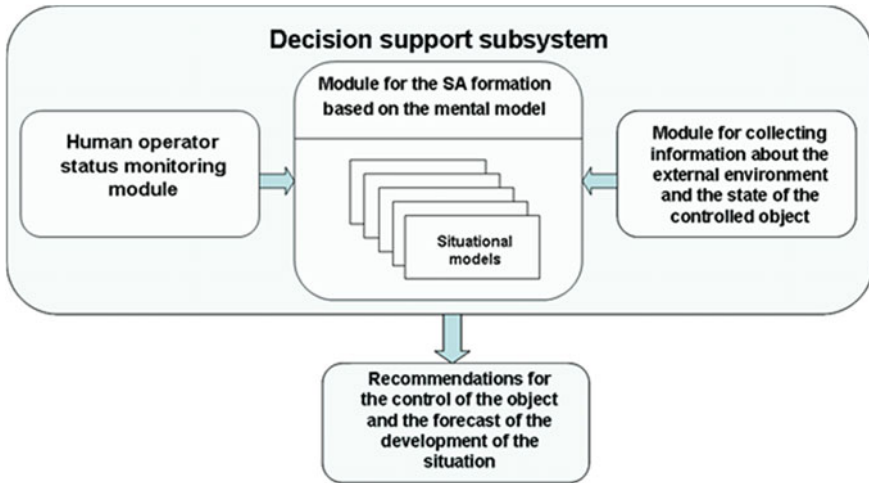 Decision support subsystem
Module for the SA formation
based on the mental model
Human operator
status monitoring
module
Situational
models
Module for collecting
information about the
external environment
and the state of the
controlled object
Recommendations for
the control of the object
and the forecast of the
development of the
situation